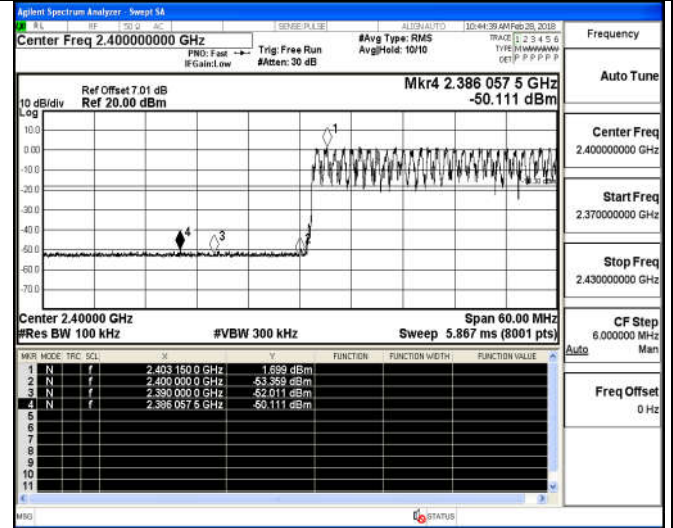 Agilent Spectrum Analyzer - Swept SA
RL RF 50 Ω AC SENSE:PULSE ALIGN AUTO 10:44:39 AM Feb 28, 2018
Center Freq 2.400000000 GHz
PNO: Fast
IFGain:Low
Trig: Free Run
#Atten: 30 dB
#Avg Type: RMS
Avg|Hold: 10/10
TRACE 1 2 3 4 5 6
TYPE MWWWWW
DET P P P P P P
Ref Offset 7.01 dB
Ref 20.00 dBm
10 dB/div
Log
Mkr4 2.386 057 5 GHz
-50.111 dBm
10.0
0.00
-10.0
-20.0
-30.0
-40.0
-50.0
-60.0
-70.0
1
4
3
2
Center 2.40000 GHz
Span 60.00 MHz
#Res BW 100 kHz
#VBW 300 kHz
Sweep 5.867 ms (8001 pts)
MKR MODE TRC SCL X Y FUNCTION FUNCTION WIDTH FUNCTION VALUE
1 N f 2.403 150 0 GHz 1.699 dBm
2 N f 2.400 000 0 GHz -53.359 dBm
3 N f 2.390 000 0 GHz -52.011 dBm
4 N f 2.386 057 5 GHz -50.111 dBm
5
6
7
8
9
10
11
MSG
STATUS
Frequency
Auto Tune
Center Freq
2.400000000 GHz
Start Freq
2.370000000 GHz
Stop Freq
2.430000000 GHz
CF Step
6.000000 MHz
Auto Man
Freq Offset
0 Hz